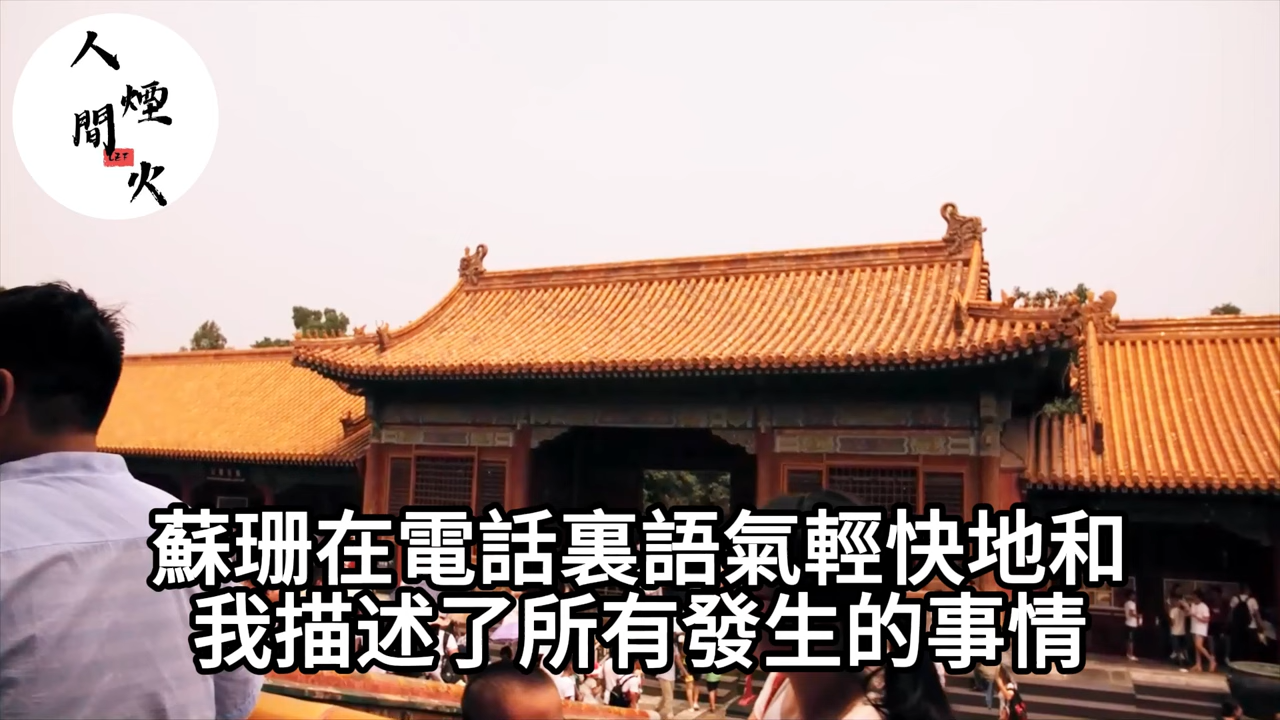 人間煙火
LZT
蘇珊在電話裏語氣輕快地和
我描述了所有發生的事情